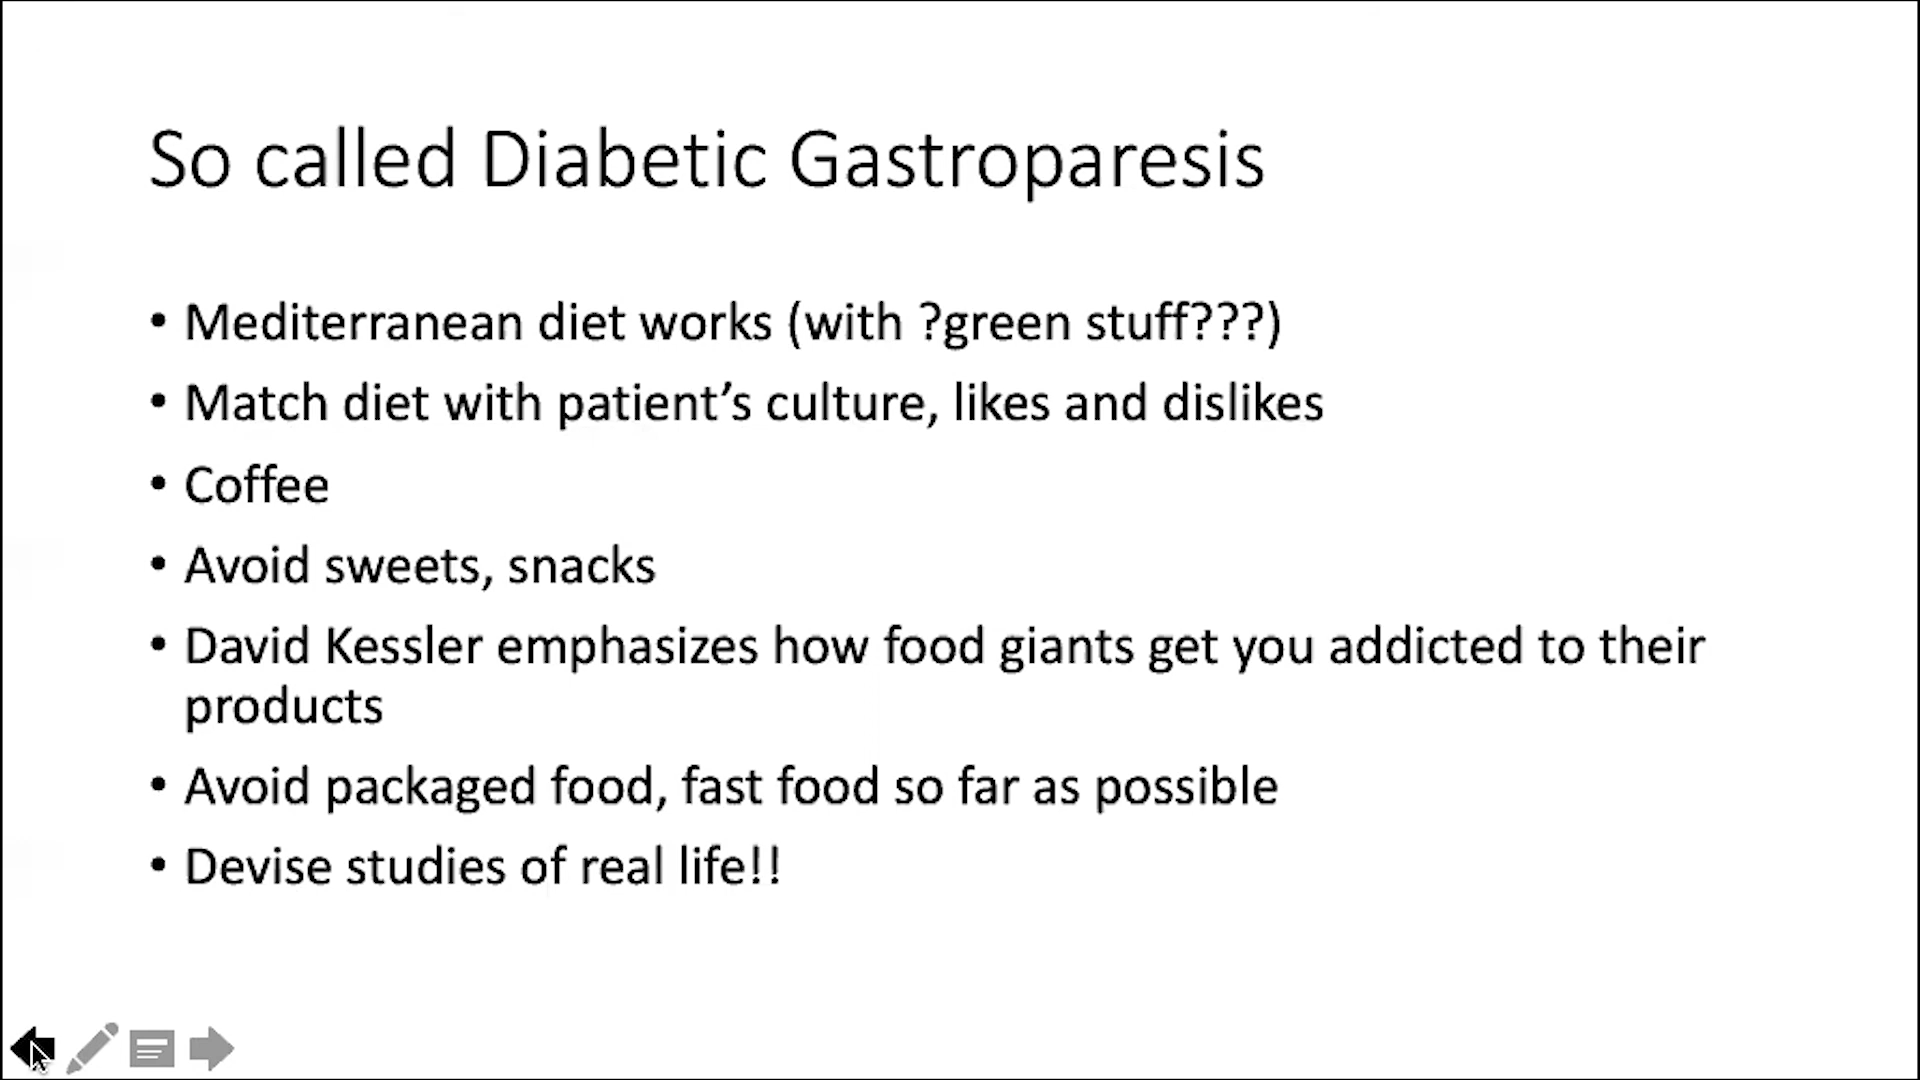 So called Diabetic Gastroparesis
• Mediterranean diet works (with ?green stuff???)
• Match diet with patient’s culture, likes and dislikes
• Coffee
• Avoid sweets, snacks
• David Kessler emphasizes how food giants get you addicted to their
products
• Avoid packaged food, fast food so far as possible
• Devise studies of real life!!